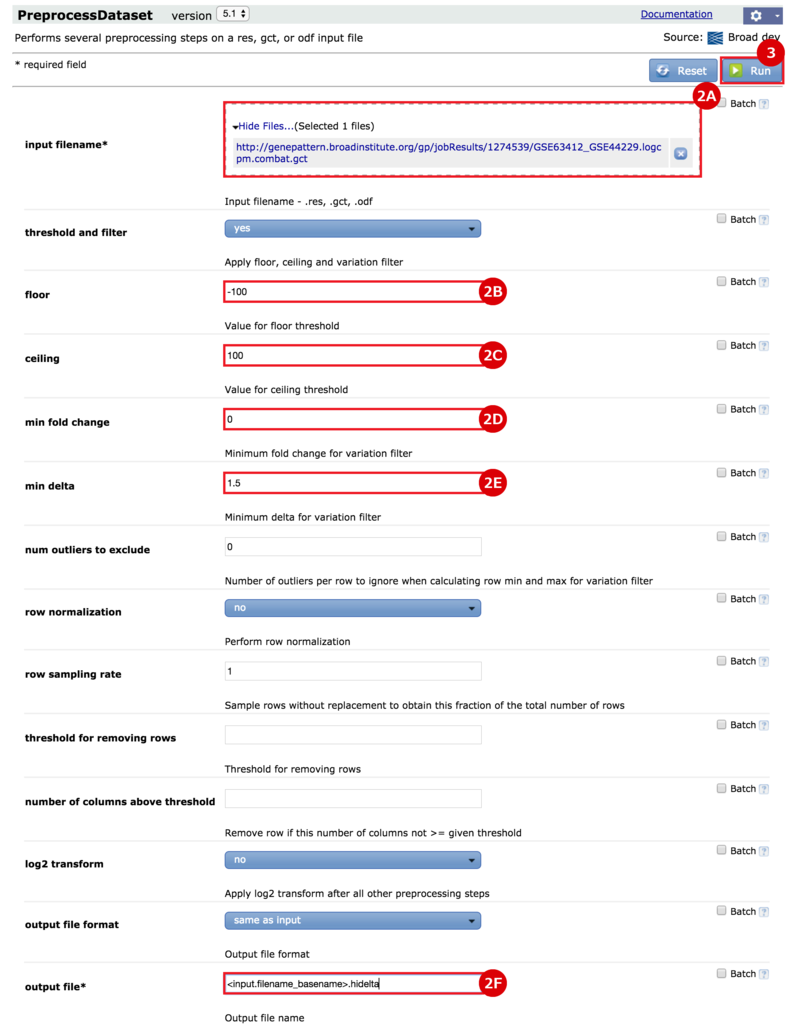 PreprocessDataset version 5.1 Documentation
Performs several preprocessing steps on a res, gct, or odf input file Source: Broad dev
3
* required field Reset Run
2A
Batch ?
▾Hide Files...(Selected 1 files)
input filename*
http://genepattern.broadinstitute.org/gp/jobResults/1274539/GSE63412_GSE44229.logc
pm.combat.gct
Input filename - .res, .gct, .odf
threshold and filter yes Batch ?
Apply floor, ceiling and variation filter
floor -100 2B Batch ?
Value for floor threshold
ceiling 100 2C Batch ?
Value for ceiling threshold
min fold change 0 2D Batch ?
Minimum fold change for variation filter
min delta 1.5 2E Batch ?
Minimum delta for variation filter
num outliers to exclude 0 Batch ?
Number of outliers per row to ignore when calculating row min and max for variation filter
row normalization no Batch ?
Perform row normalization
row sampling rate 1 Batch ?
Sample rows without replacement to obtain this fraction of the total number of rows
threshold for removing rows Batch ?
Threshold for removing rows
number of columns above threshold Batch ?
Remove row if this number of columns not >= given threshold
log2 transform no Batch ?
Apply log2 transform after all other preprocessing steps
output file format same as input Batch ?
Output file format
output file* <input.filename_basename>.hidelta 2F Batch ?
Output file name